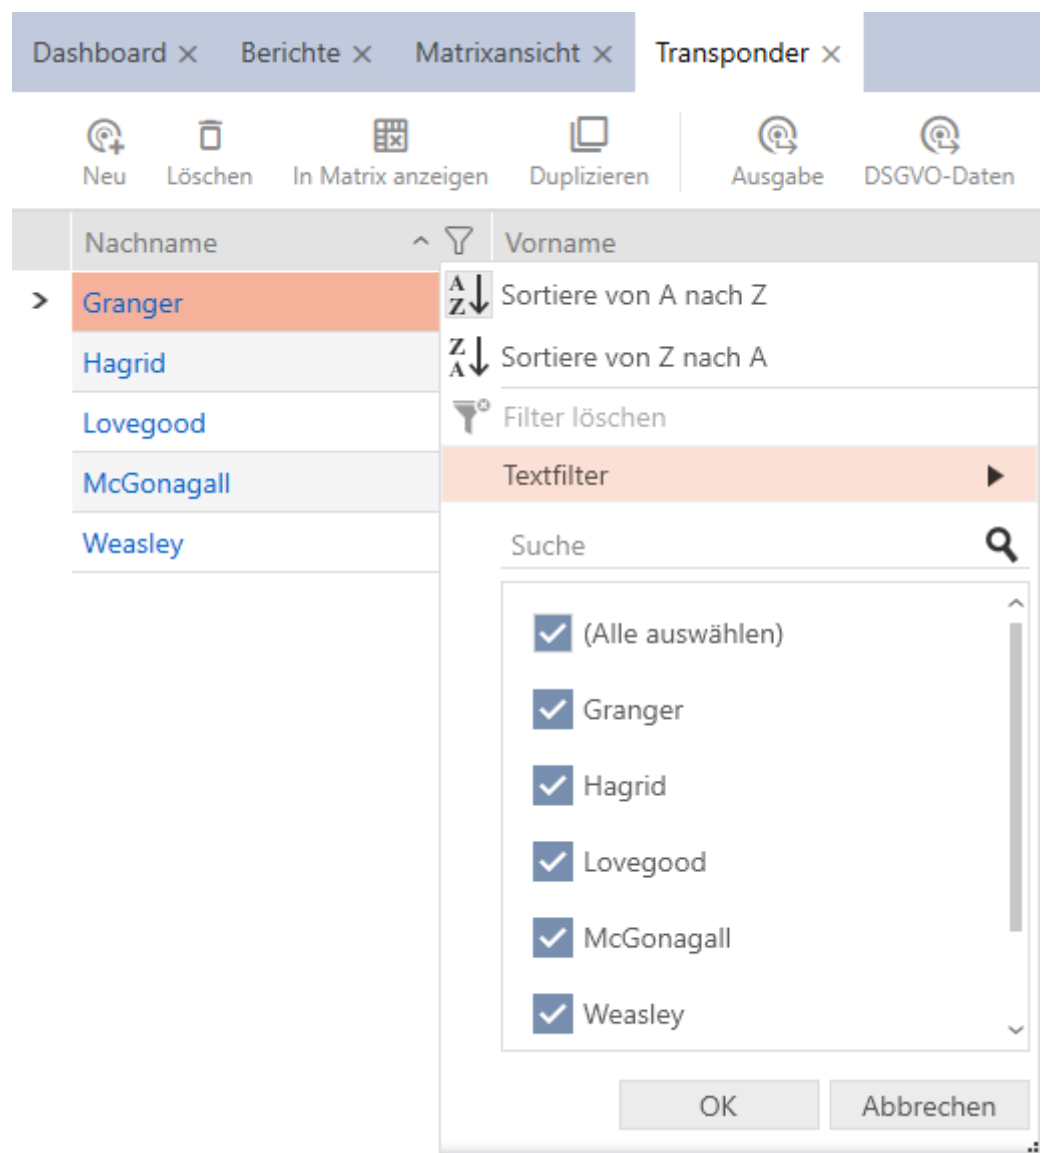 Dashboard Berichte Matrixansicht Transponder
Neu Löschen In Matrix anzeigen Duplizieren Ausgabe DSGVO-Daten
Nachname Vorname
Granger
Hagrid
Lovegood
McGonagall
Weasley
A
Z Sortiere von A nach Z
Z
A Sortiere von Z nach A
Filter löschen
Textfilter
Suche
(Alle auswählen)
Granger
Hagrid
Lovegood
McGonagall
Weasley
OK Abbrechen